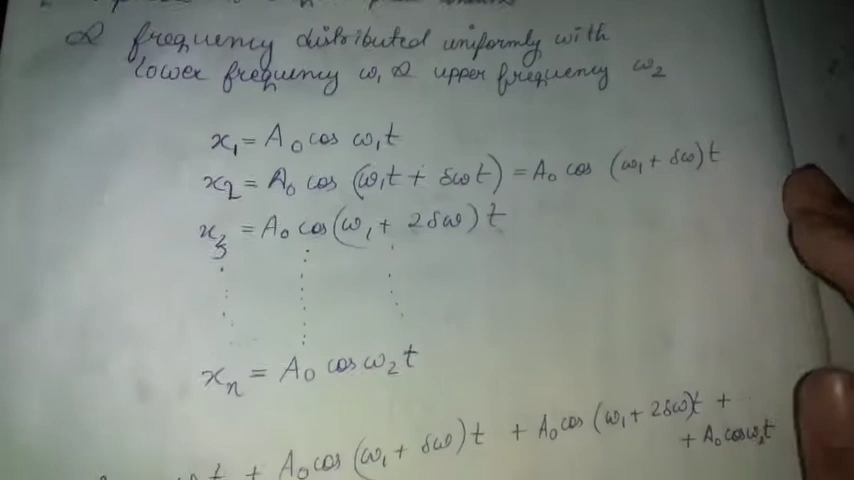 & frequency distributed uniformly with
lower frequency ω₁ & upper frequency ω₂
x₁ = A₀ cos ω₁t
x₂ = A₀ cos (ω₁t + δωt) = A₀ cos (ω₁ + δω)t
x₃ = A₀ cos(ω₁ + 2δω)t
xₙ = A₀ cos ω₂t
t + A₀ cos (ω₁ + δω)t + A₀ cos (ω₁ + 2δω)t +
+ A₀ cos ω₂t